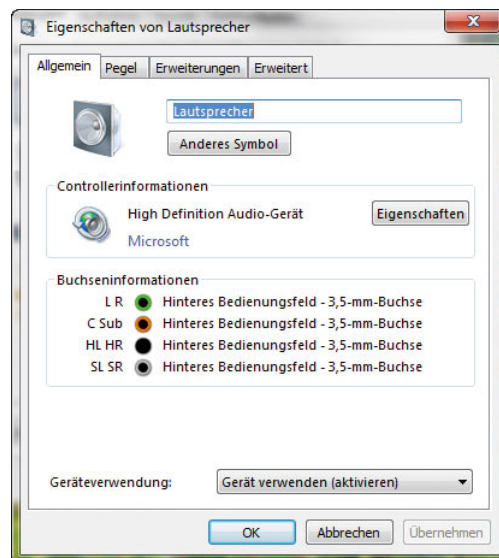 Eigenschaften von Lautsprecher
Allgemein Pegel Erweiterungen Erweitert
Lautsprecher
Anderes Symbol
Controllerinformationen
High Definition Audio-Gerät Eigenschaften
Microsoft
Buchseninformationen
L R Hinteres Bedienungsfeld - 3,5-mm-Buchse
C Sub Hinteres Bedienungsfeld - 3,5-mm-Buchse
HL HR Hinteres Bedienungsfeld - 3,5-mm-Buchse
SL SR Hinteres Bedienungsfeld - 3,5-mm-Buchse
Geräteverwendung: Gerät verwenden (aktivieren)
OK Abbrechen Übernehmen